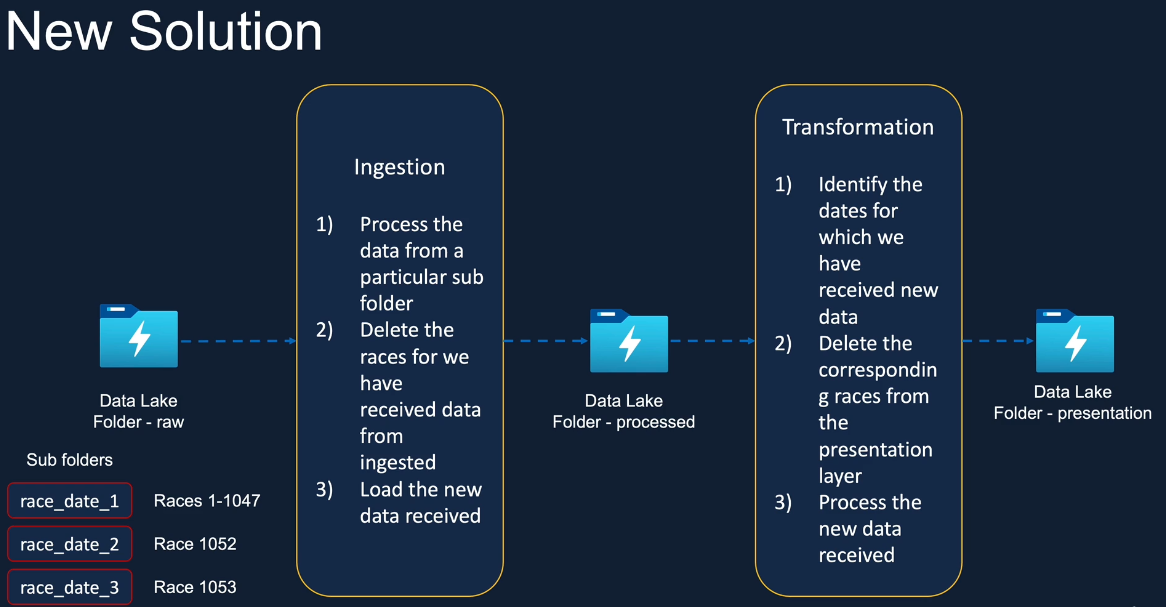 New Solution
Ingestion
1) Process the
data from a
particular sub
folder
2) Delete the
races for we
have
received data
from
ingested
3) Load the new
data received
Transformation
1) Identify the
dates for
which we
have
received new
data
2) Delete the
correspondin
g races from
the
presentation
layer
3) Process the
new data
received
Data Lake
Folder - raw
Data Lake
Folder - processed
Data Lake
Folder - presentation
Sub folders
race_date_1 Races 1-1047
race_date_2 Race 1052
race_date_3 Race 1053